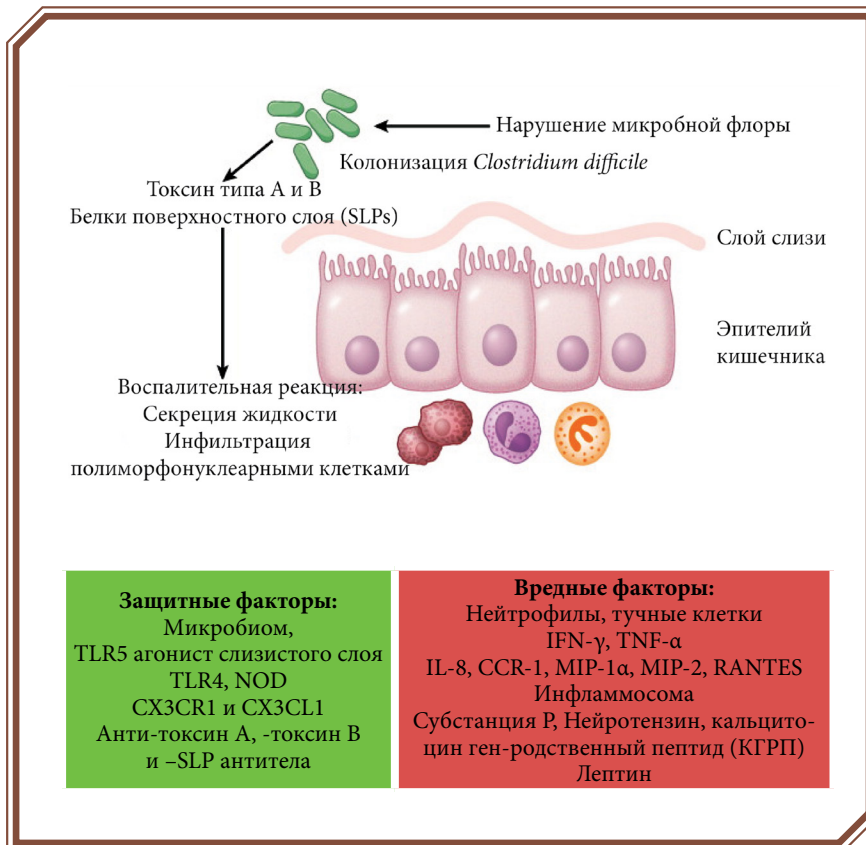 Нарушение микробной флоры
Колонизация Clostridium difficile
Токсин типа А и В
Белки поверхностного слоя (SLPs)
Слой слизи
Эпителий
кишечника
Воспалительная реакция:
Секреция жидкости
Инфильтрация
полиморфонуклеарными клетками
Защитные факторы:
Микробиом,
TLR5 агонист слизистого слоя
TLR4, NOD
CX3CR1 и CX3CL1
Анти-токсин А, -токсин В
и –SLP антитела
Вредные факторы:
Нейтрофилы, тучные клетки
IFN-γ, TNF-α
IL-8, CCR-1, MIP-1α, MIP-2, RANTES
Инфламмосома
Субстанция Р, Нейротензин, кальцито-
цин ген-родственный пептид (КГРП)
Лептин